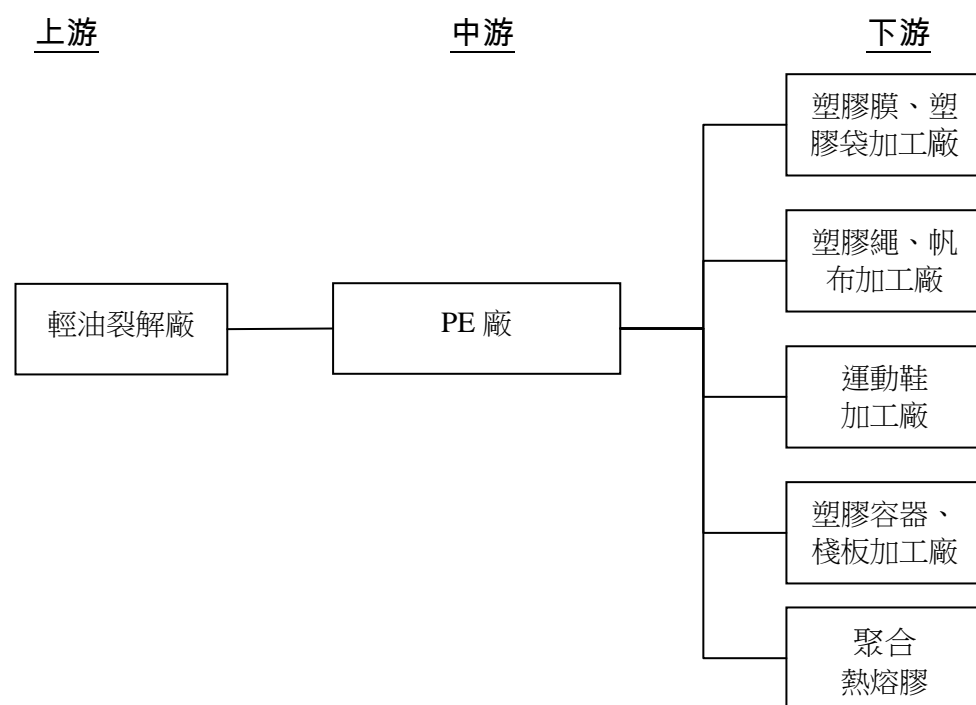 上游
中游
下游
塑膠膜、塑
膠袋加工廠
塑膠繩、帆
布加工廠
輕油裂解廠
PE 廠
運動鞋
加工廠
塑膠容器、
棧板加工廠
聚合
熱熔膠